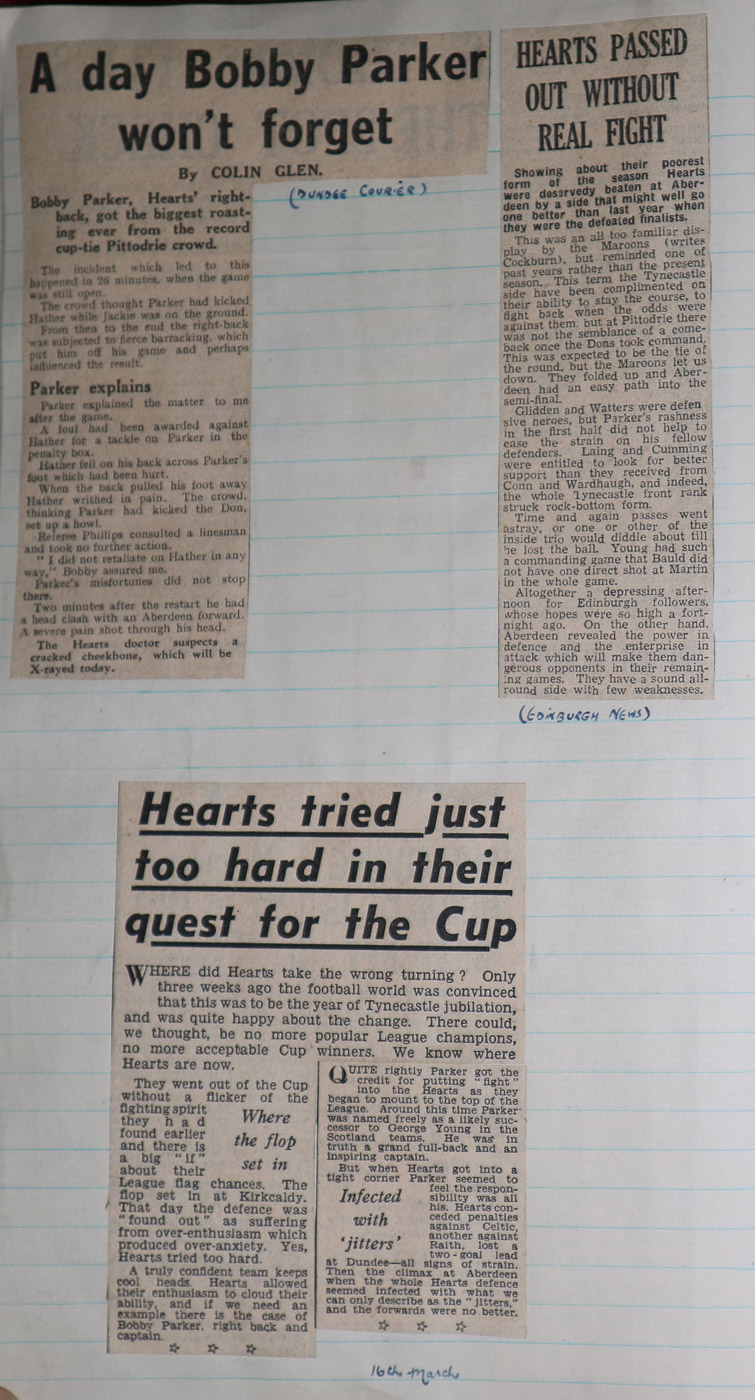 A day Bobby Parker
won't forget
By COLIN GLEN.
(DUNDEE COURIER)
Bobby Parker, Hearts' right-
back, got the biggest roast-
ing ever from the record
cup-tie Pittodrie crowd.
The incident which led to this
happened in 26 minutes, when the game
was still open.
The crowd thought Parker had kicked
Hather while Jackie was on the ground.
From then to the end the right-back
was subjected to fierce barracking, which
put him off his game and perhaps
influenced the result.
Parker explains
Parker explained the matter to me
after the game.
A foul had been awarded against
Hather for a tackle on Parker in the
penalty box.
Hather fell on his back across Parker's
foot which had been hurt.
When the back pulled his foot away
Hather writhed in pain. The crowd,
thinking Parker had kicked the Don,
set up a howl.
Referee Phillips consulted a linesman
and took no further action.
" I did not retaliate on Hather in any
way," Bobby assured me.
Parker's misfortunes did not stop
there.
Two minutes after the restart he had
a head clash with an Aberdeen forward.
A severe pain shot through his head.
The Hearts doctor suspects a
cracked cheekbone, which will be
X-rayed today.
HEARTS PASSED
OUT WITHOUT
REAL FIGHT
Showing about their poorest
form of the season Hearts
were deservedly beaten at Aber-
deen by a side that might well go
one better than last year when
they were the defeated finalists.
This was an all too familiar dis-
play by the Maroons (writes
Cockburn), but reminded one of
past years rather than the present
season. This term the Tynecastle
side have been complimented on
their ability to stay the course, to
fight back when the odds were
against them, but at Pittodrie there
was not the semblance of a come-
back once the Dons took command.
This was expected to be the tie of
the round, but the Maroons let us
down. They folded up and Aber-
deen had an easy path into the
semi-final.
Glidden and Watters were defen
sive heroes, but Parker's rashness
in the first half did not help to
ease the strain on his fellow
defenders. Laing and Cumming
were entitled to look for better
support than they received from
Conn and Wardhaugh, and indeed,
the whole Tynecastle front rank
struck rock-bottom form.
Time and again passes went
astray, or one or other of the
inside trio would diddle about till
he lost the ball. Young had such
a commanding game that Bauld did
not have one direct shot at Martin
in the whole game.
Altogether a depressing after-
noon for Edinburgh followers,
whose hopes were so high a fort-
night ago. On the other hand,
Aberdeen revealed the power in
defence and the enterprise in
attack which will make them dan-
gerous opponents in their remain-
ing games. They have a sound all-
round side with few weaknesses.
(EDINBURGH NEWS)
Hearts tried just
too hard in their
quest for the Cup
WHERE did Hearts take the wrong turning ? Only
three weeks ago the football world was convinced
that this was to be the year of Tynecastle jubilation,
and was quite happy about the change. There could,
we thought, be no more popular League champions,
no more acceptable Cup winners. We know where
Hearts are now.
They went out of the Cup
without a flicker of the
fighting spirit
they had
found earlier
and there is
a big "if"
about their
Where
the flop
set in
League flag chances. The
flop set in at Kirkcaldy.
That day the defence was
"found out" as suffering
from over-enthusiasm which
produced over-anxiety. Yes,
Hearts tried too hard.
A truly confident team keeps
cool heads. Hearts allowed
their enthusiasm to cloud their
ability, and if we need an
example there is the case of
Bobby Parker, right back and
captain.
☆ ☆ ☆
QUITE rightly Parker got the
credit for putting "fight"
into the Hearts as they
began to mount to the top of the
League. Around this time Parker
was named freely as a likely suc-
cessor to George Young in the
Scotland teams. He was in
truth a grand full-back and an
inspiring captain.
But when Hearts got into a
tight corner Parker seemed to
feel the respon-
sibility was all
his. Hearts con-
ceded penalties
against Celtic,
another against
Raith, lost a
two-goal lead
Infected
with
'jitters'
at Dundee—all signs of strain.
Then the climax at Aberdeen
when the whole Hearts defence
seemed infected with what we
can only describe as the "jitters,"
and the forwards were no better.
☆ ☆ ☆
16th March